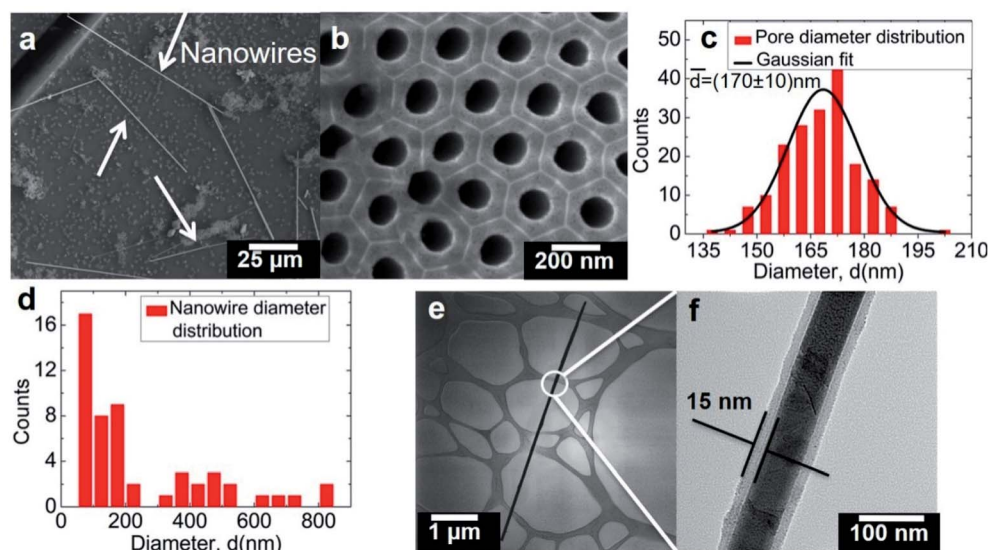 a
Nanowires
25 µm
b
200 nm
c
Pore diameter distribution
Gaussian fit
d=(170±10)nm
Counts
50
40
30
20
10
0
135 150 165 180 195 210
Diameter, d(nm)
d
Nanowire diameter
distribution
Counts
16
12
8
4
0
0 200 400 600 800
Diameter, d(nm)
e
1 µm
f
15 nm
100 nm